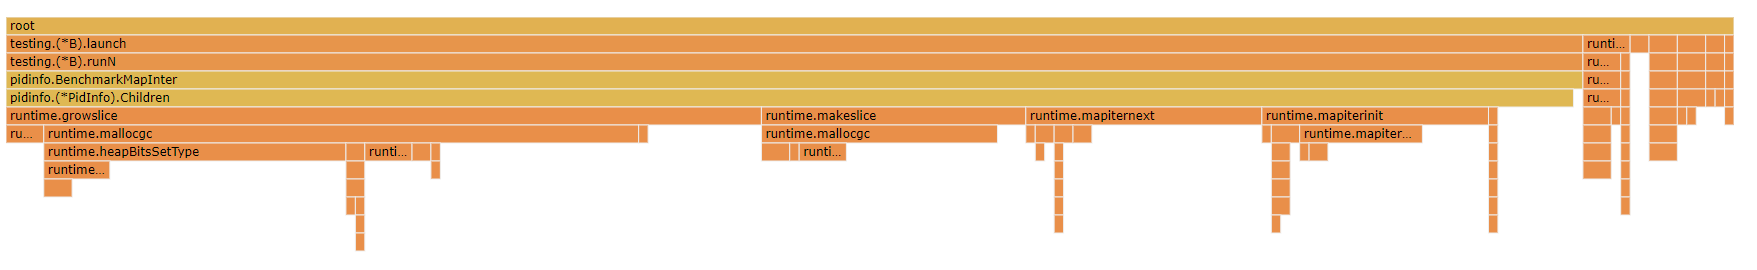 root
testing.(*B).launch runti...
testing.(*B).runN ru...
pidinfo.BenchmarkMapInter ru...
pidinfo.(*PidInfo).Children ru...
runtime.growslice runtime.makeslice runtime.mapiternext runtime.mapiterinit
ru... runtime.mallocgc runtime.mallocgc runtime.mapiter...
runtime.heapBitsSetType runti... runti...
runtime...